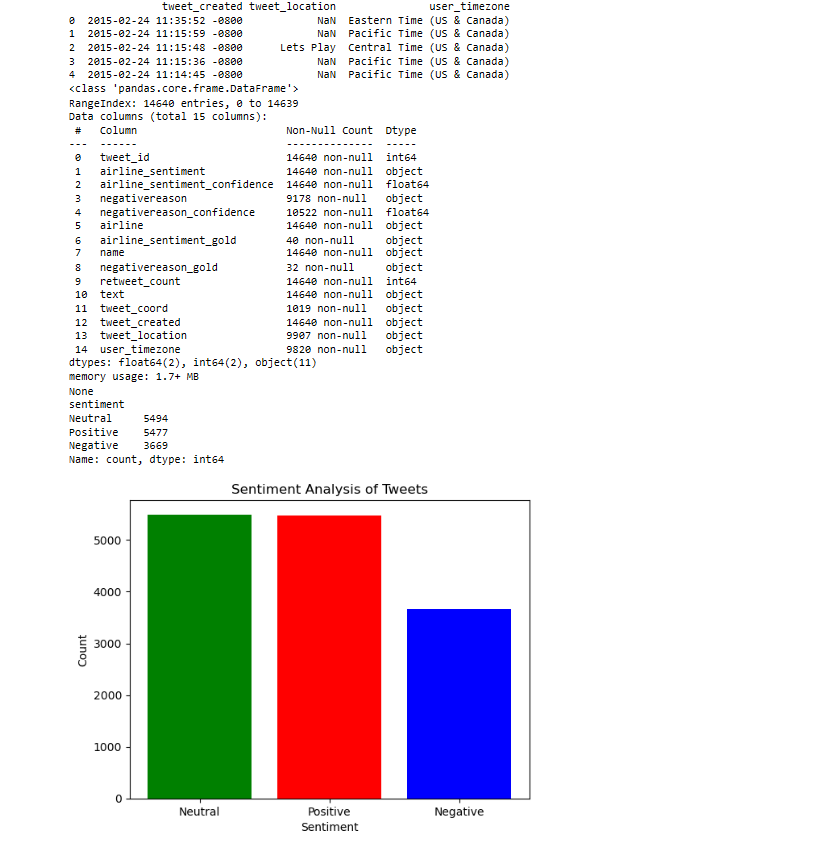 tweet_created tweet_location user_timezone
0 2015-02-24 11:35:52 -0800 NaN Eastern Time (US & Canada)
1 2015-02-24 11:15:59 -0800 NaN Pacific Time (US & Canada)
2 2015-02-24 11:15:48 -0800 Lets Play Central Time (US & Canada)
3 2015-02-24 11:15:36 -0800 NaN Pacific Time (US & Canada)
4 2015-02-24 11:14:45 -0800 NaN Pacific Time (US & Canada)
<class 'pandas.core.frame.DataFrame'>
RangeIndex: 14640 entries, 0 to 14639
Data columns (total 15 columns):
# Column Non-Null Count Dtype
--- ------ -------------- -----
0 tweet_id 14640 non-null int64
1 airline_sentiment 14640 non-null object
2 airline_sentiment_confidence 14640 non-null float64
3 negativereason 9178 non-null object
4 negativereason_confidence 10522 non-null float64
5 airline 14640 non-null object
6 airline_sentiment_gold 40 non-null object
7 name 14640 non-null object
8 negativereason_gold 32 non-null object
9 retweet_count 14640 non-null int64
10 text 14640 non-null object
11 tweet_coord 1019 non-null object
12 tweet_created 14640 non-null object
13 tweet_location 9907 non-null object
14 user_timezone 9820 non-null object
dtypes: float64(2), int64(2), object(11)
memory usage: 1.7+ MB
None
sentiment
Neutral 5494
Positive 5477
Negative 3669
Name: count, dtype: int64
Sentiment Analysis of Tweets
5000
4000
3000
2000
1000
0
Count
Neutral Positive Negative
Sentiment